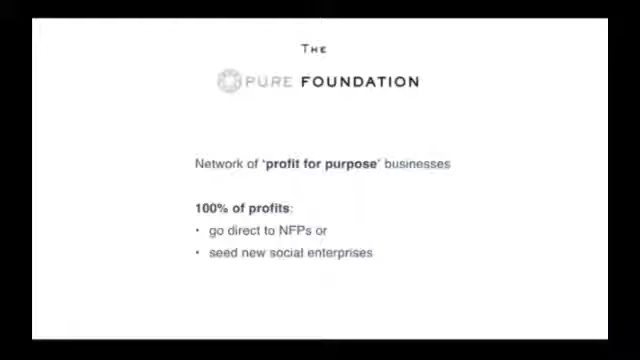 THE
PURE FOUNDATION
Network of 'profit for purpose' businesses
100% of profits:
• go direct to NFPs or
• seed new social enterprises